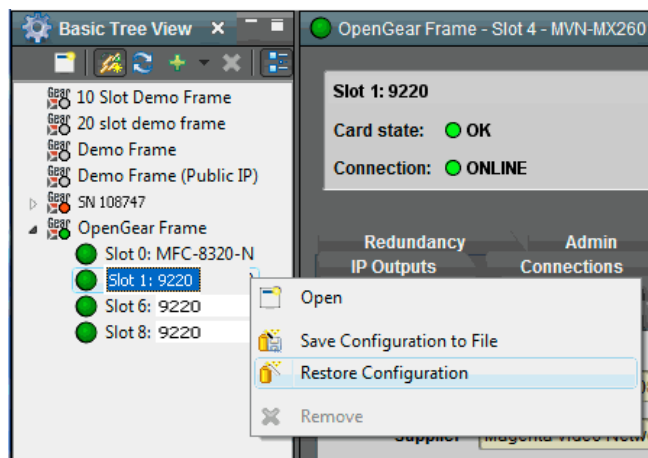 Basic Tree View
OpenGear Frame - Slot 4 - MVN-MX260
10 Slot Demo Frame
20 slot demo frame
Demo Frame
Demo Frame (Public IP)
SN 108747
OpenGear Frame
Slot 0: MFC-8320-N
Slot 1: 9220
Slot 6: 9220
Slot 8: 9220
Slot 1: 9220
Card state: OK
Connection: ONLINE
Redundancy Admin
IP Outputs Connections
Open
Save Configuration to File
Restore Configuration
Remove
Supplier Magenta Video Netw